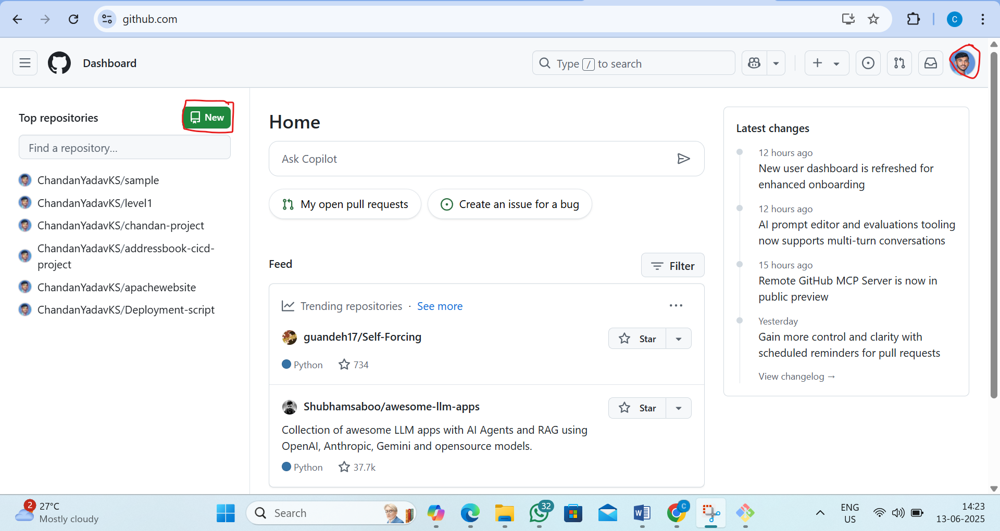 github.com
C
Dashboard
Type / to search
Top repositories
New
Find a repository...
ChandanYadavKS/sample
ChandanYadavKS/level1
ChandanYadavKS/chandan-project
ChandanYadavKS/addressbook-cicd-
project
ChandanYadavKS/apachewebsite
ChandanYadavKS/Deployment-script
Home
Ask Copilot
My open pull requests
Create an issue for a bug
Feed
Filter
Trending repositories · See more
guandeh17/Self-Forcing
Star
Python
734
Shubhamsaboo/awesome-llm-apps
Star
Collection of awesome LLM apps with AI Agents and RAG using
OpenAI, Anthropic, Gemini and opensource models.
Python
37.7k
Latest changes
12 hours ago
New user dashboard is refreshed for
enhanced onboarding
12 hours ago
AI prompt editor and evaluations tooling
now supports multi-turn conversations
15 hours ago
Remote GitHub MCP Server is now in
public preview
Yesterday
Gain more control and clarity with
scheduled reminders for pull requests
View changelog →
2
27°C
Mostly cloudy
Search
32
W
C
ENG
US
14:23
13-06-2025